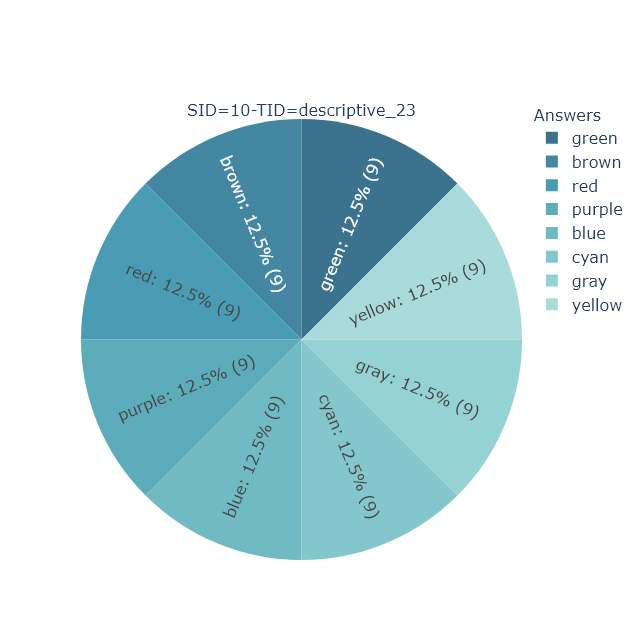 SID=10-TID=descriptive_23
Answers
green
brown
red
purple
blue
cyan
gray
yellow
green: 12.5% (9)
brown: 12.5% (9)
red: 12.5% (9)
purple: 12.5% (9)
blue: 12.5% (9)
cyan: 12.5% (9)
gray: 12.5% (9)
yellow: 12.5% (9)